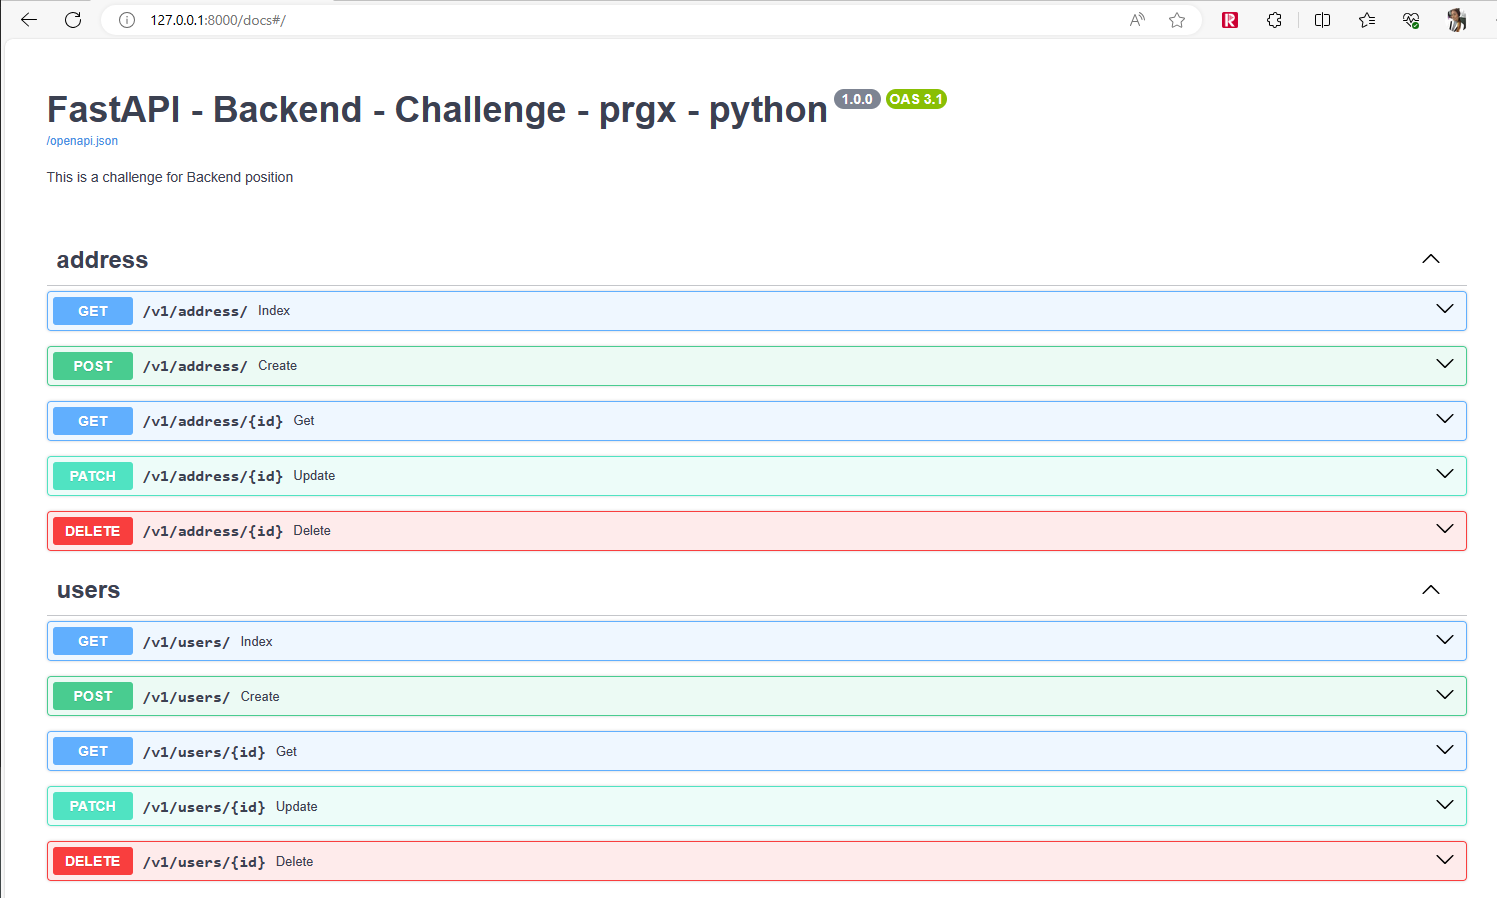 127.0.0.1:8000/docs#/
FastAPI - Backend - Challenge - prgx - python 1.0.0 OAS 3.1
/openapi.json
This is a challenge for Backend position
address
GET /v1/address/ Index
POST /v1/address/ Create
GET /v1/address/{id} Get
PATCH /v1/address/{id} Update
DELETE /v1/address/{id} Delete
users
GET /v1/users/ Index
POST /v1/users/ Create
GET /v1/users/{id} Get
PATCH /v1/users/{id} Update
DELETE /v1/users/{id} Delete